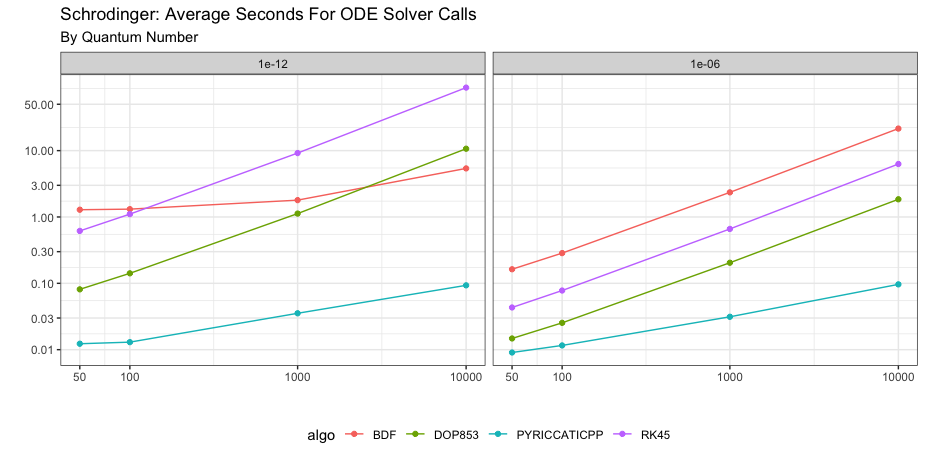 Schrodinger: Average Seconds For ODE Solver Calls
By Quantum Number
1e-12
1e-06
50.00
10.00
3.00
1.00
0.30
0.10
0.03
0.01
50 100 1000 10000
50 100 1000 10000
algo BDF DOP853 PYRICCATICPP RK45